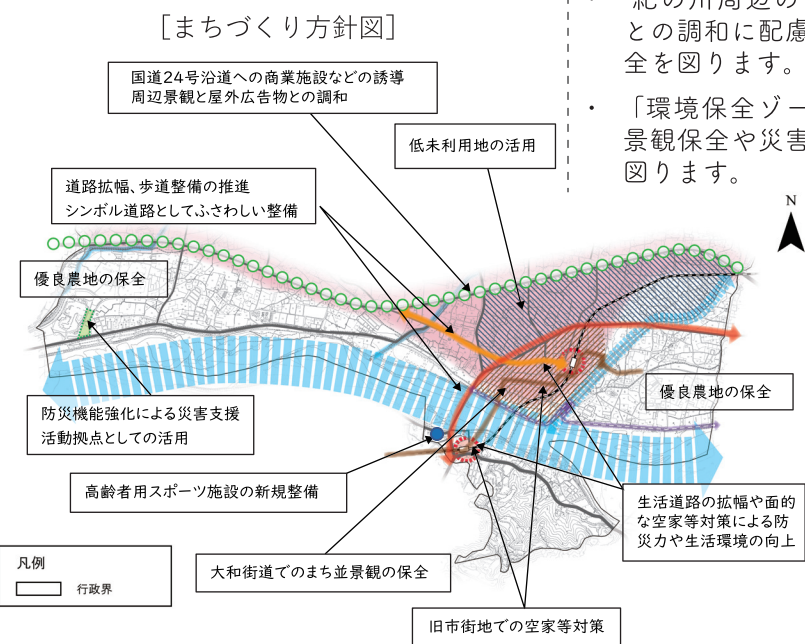 [まちづくり方針図]
紀の川周辺の
との調和に配慮
全を図ります。
・「環境保全ゾー
景観保全や災害
図ります。
国道24号沿道への商業施設などの誘導
周辺景観と屋外広告物との調和
低未利用地の活用
道路拡幅、歩道整備の推進
シンボル道路としてふさわしい整備
N
優良農地の保全
優良農地の保全
防災機能強化による災害支援
活動拠点としての活用
高齢者用スポーツ施設の新規整備
生活道路の拡幅や面的
な空家等対策による防
災力や生活環境の向上
大和街道でのまち並景観の保全
凡例
行政界
旧市街地での空家等対策